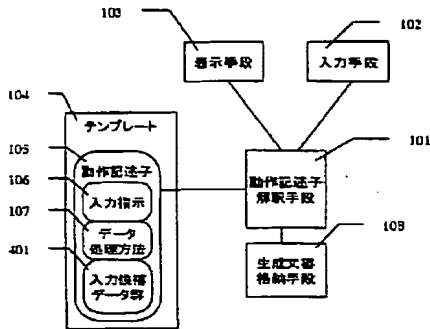 103
102
表示手段
入力手段
104
テンプレート
101
105
動作記述子
106
入力指示
動作記述子
解釈手段
107
データ
処理方法
108
401
入力候補
データ群
生成文書
格納手段